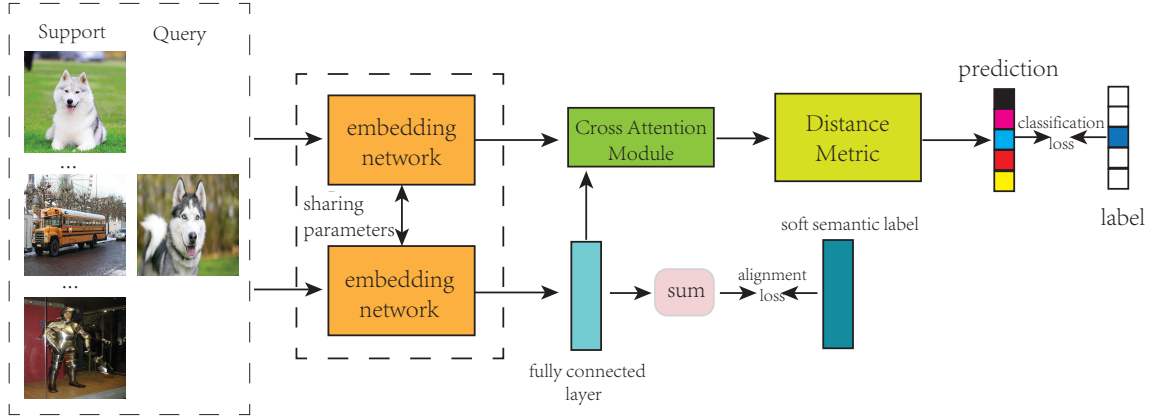 Support
Query
...
...
embedding
network
sharing
parameters
embedding
network
Cross Attention
Module
Distance
Metric
prediction
classification
loss
label
fully connected
layer
sum
alignment
loss
soft semantic label